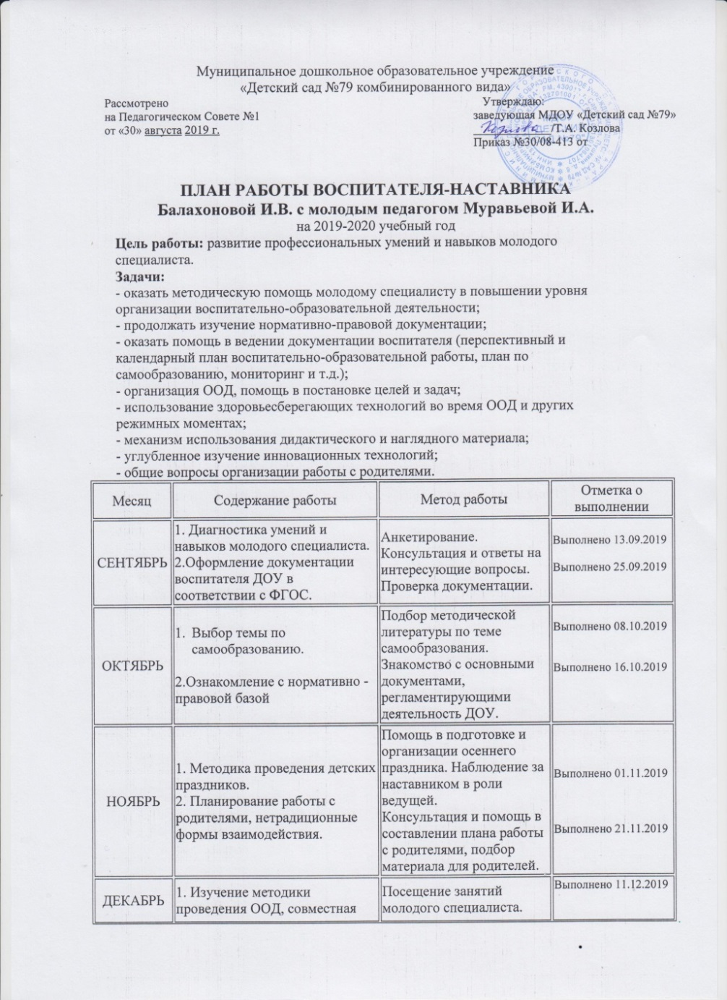 Муниципальное дошкольное образовательное учреждение
«Детский сад №79 комбинированного вида»
Рассмотрено
на Педагогическом Совете №1
от «30» августа 2019 г.
Утверждаю:
заведующая МДОУ «Детский сад №79»
/Т.А. Козлова
Приказ №30/08-413 от
ПЛАН РАБОТЫ ВОСПИТАТЕЛЯ-НАСТАВНИКА
Балахоновой И.В. с молодым педагогом Муравьевой И.А.
на 2019-2020 учебный год
Цель работы: развитие профессиональных умений и навыков молодого
специалиста.
Задачи:
- оказать методическую помощь молодому специалисту в повышении уровня
организации воспитательно-образовательной деятельности;
- продолжать изучение нормативно-правовой документации;
- оказать помощь в ведении документации воспитателя (перспективный и
календарный план воспитательно-образовательной работы, план по
самообразованию, мониторинг и т.д.);
- организация ООД, помощь в постановке целей и задач;
- использование здоровьесберегающих технологий во время ООД и других
режимных моментах;
- механизм использования дидактического и наглядного материала;
- углубленное изучение инновационных технологий;
- общие вопросы организации работы с родителями.
Месяц
Содержание работы
Метод работы
Отметка о
выполнении
СЕНТЯБРЬ
1. Диагностика умений и
навыков молодого специалиста.
2.Оформление документации
воспитателя ДОУ в
соответствии с ФГОС.
Анкетирование.
Консультация и ответы на
интересующие вопросы.
Проверка документации.
Выполнено 13.09.2019
Выполнено 25.09.2019
ОКТЯБРЬ
1. Выбор темы по
самообразованию.
2.Ознакомление с нормативно -
правовой базой
Подбор методической
литературы по теме
самообразования.
Знакомство с основными
документами,
регламентирующими
деятельность ДОУ.
Выполнено 08.10.2019
Выполнено 16.10.2019
НОЯБРЬ
1. Методика проведения детских
праздников.
2. Планирование работы с
родителями, нетрадиционные
формы взаимодействия.
Помощь в подготовке и
организации осеннего
праздника. Наблюдение за
наставником в роли
ведущей.
Консультация и помощь в
составлении плана работы
с родителями, подбор
материала для родителей.
Выполнено 01.11.2019
Выполнено 21.11.2019
ДЕКАБРЬ
1. Изучение методики
проведения ООД, совместная
Посещение занятий
молодого специалиста.
Выполнено 11.12.2019